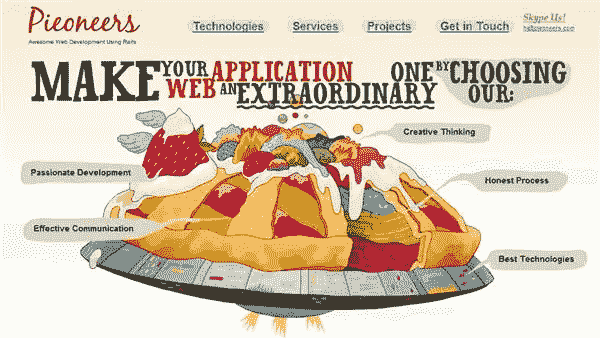 Pieoneers
Awesome Web Development Using Rails
Technologies Services Projects Get in Touch
Skype Us!
hello@pieoneers.com
MAKE YOUR WEB APPLICATION AN EXTRAORDINARY ONE BY CHOOSING OUR:
Creative Thinking
Passionate Development
Honest Process
Effective Communication
Best Technologies